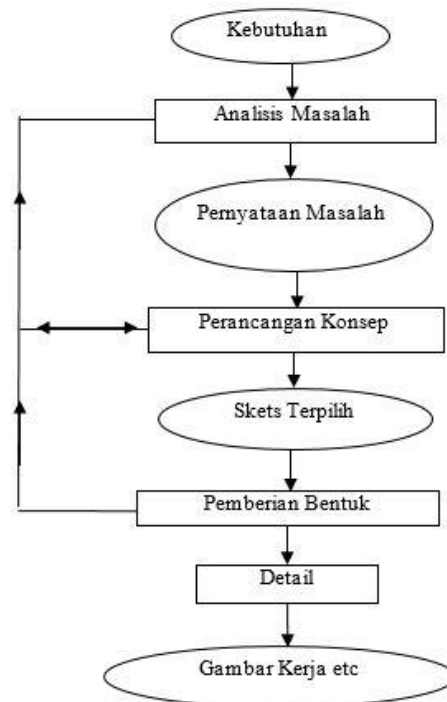 Kebutuhan
Analisis Masalah
Pernyataan Masalah
Perancangan Konsep
Skets Terpilih
Pemberian Bentuk
Detail
Gambar Kerja etc